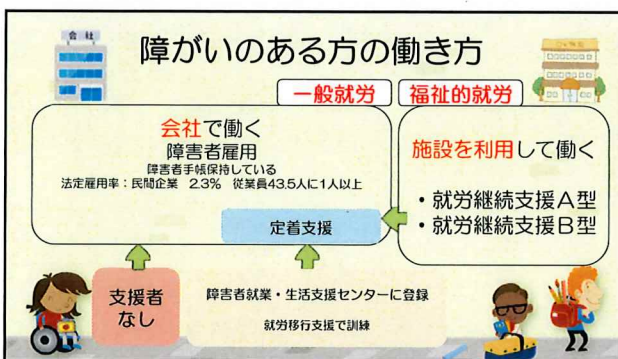 会社
障がいのある方の働き方
一般就労
福祉的就労
会社で働く
障害者雇用
障害者手帳保持している
法定雇用率：民間企業 2.3% 従業員43.5人に1人以上
定着支援
施設を利用して働く
・就労継続支援A型
・就労継続支援B型
支援者
なし
障害者就業・生活支援センターに登録
就労移行支援で訓練